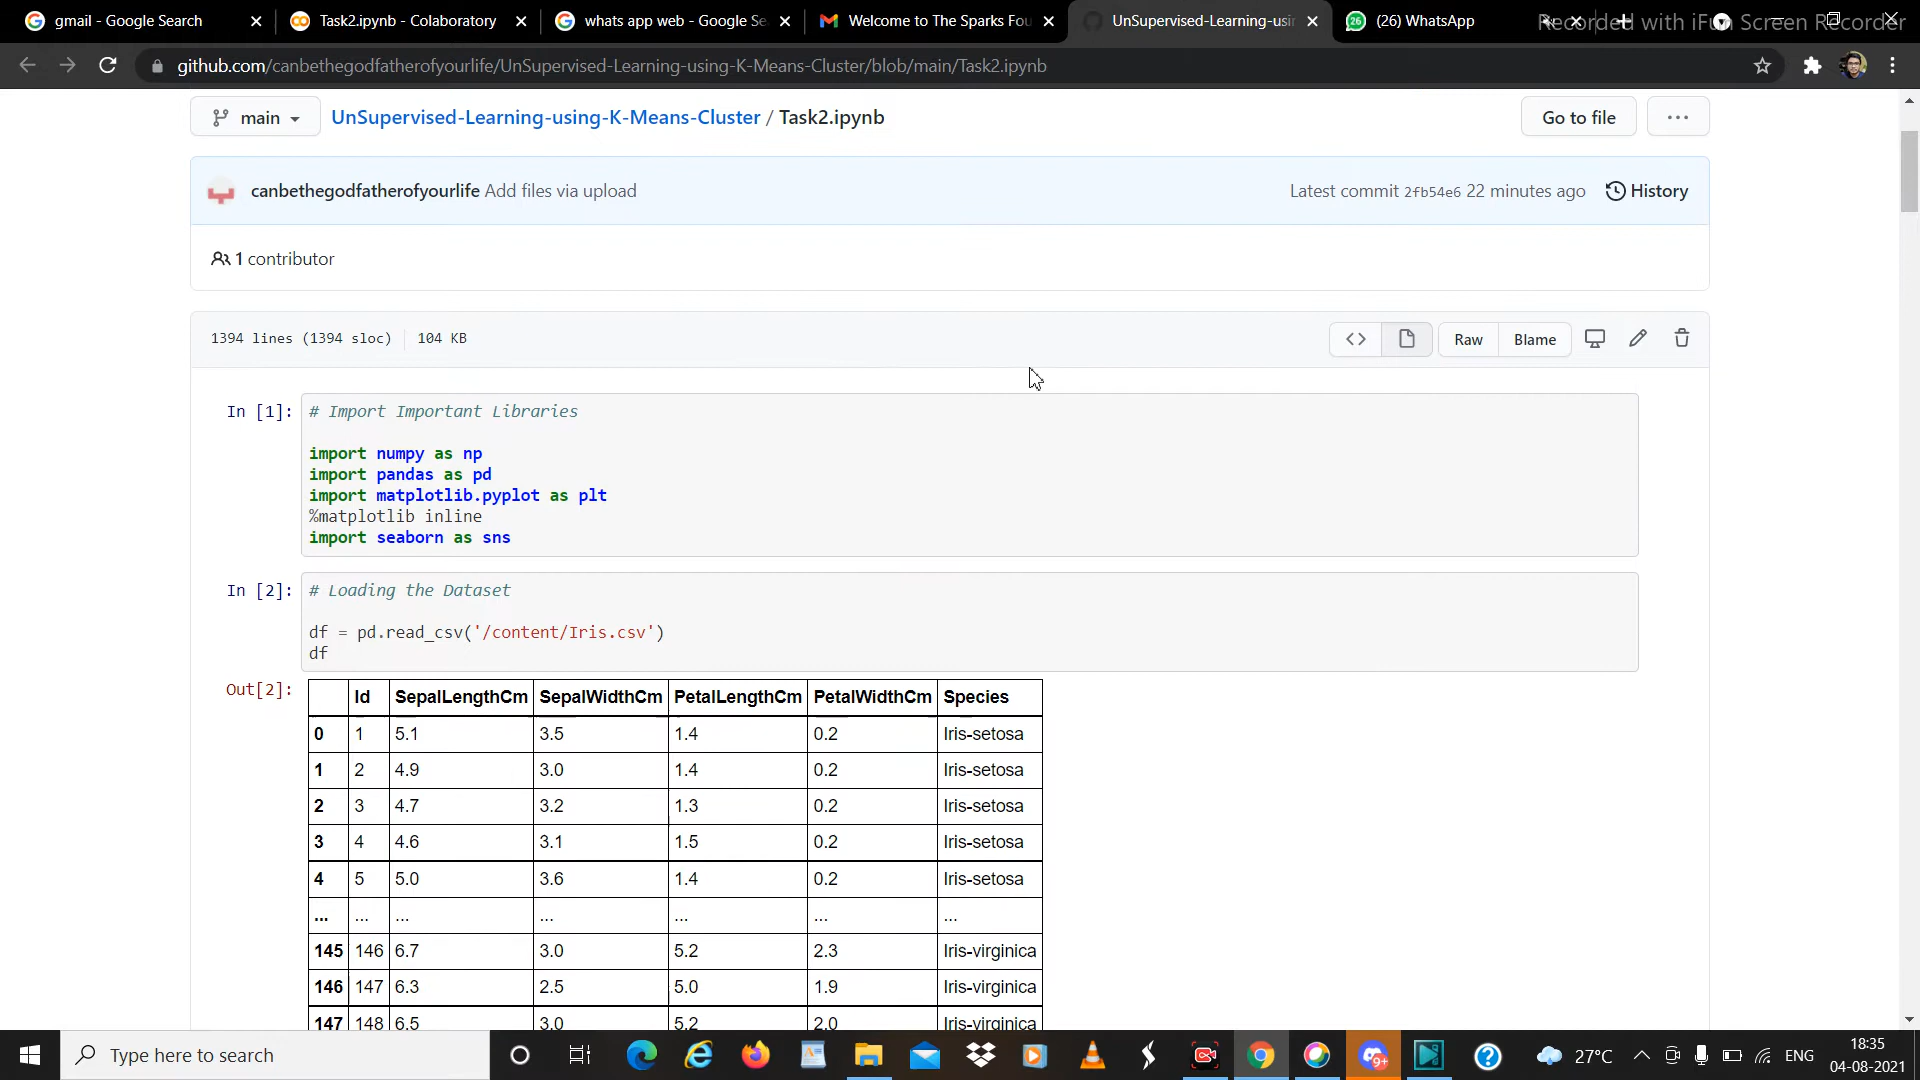 gmail - Google Search
Task2.ipynb - Colaboratory
whats app web - Google Se
Welcome to The Sparks Fou
UnSupervised-Learning-usin
(26) WhatsApp
Recorded with iFun Screen Recorder
github.com/canbethegodfatherofyourlife/UnSupervised-Learning-using-K-Means-Cluster/blob/main/Task2.ipynb
main
UnSupervised-Learning-using-K-Means-Cluster / Task2.ipynb
Go to file
...
canbethegodfatherofyourlife Add files via upload
Latest commit 2fb54e6 22 minutes ago
History
1 contributor
1394 lines (1394 sloc) 104 KB
<>
Raw
Blame
In [1]:
# Import Important Libraries
import numpy as np
import pandas as pd
import matplotlib.pyplot as plt
%matplotlib inline
import seaborn as sns
In [2]:
# Loading the Dataset
df = pd.read_csv('/content/Iris.csv')
df
Out[2]:
Id SepalLengthCm SepalWidthCm PetalLengthCm PetalWidthCm Species
0 1 5.1 3.5 1.4 0.2 Iris-setosa
1 2 4.9 3.0 1.4 0.2 Iris-setosa
2 3 4.7 3.2 1.3 0.2 Iris-setosa
3 4 4.6 3.1 1.5 0.2 Iris-setosa
4 5 5.0 3.6 1.4 0.2 Iris-setosa
... ... ... ... ... ... ...
145 146 6.7 3.0 5.2 2.3 Iris-virginica
146 147 6.3 2.5 5.0 1.9 Iris-virginica
147 148 6.5 3.0 5.2 2.0 Iris-virginica
Type here to search
9+
27°C
ENG
18:35
04-08-2021